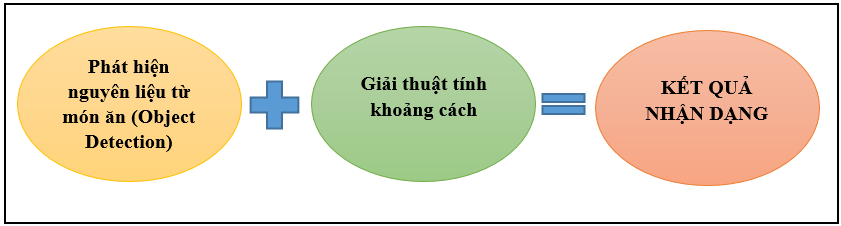 Phát hiện
nguyên liệu từ
món ăn (Object
Detection)
Giải thuật tính
khoảng cách
KẾT QUẢ
NHẬN DẠNG